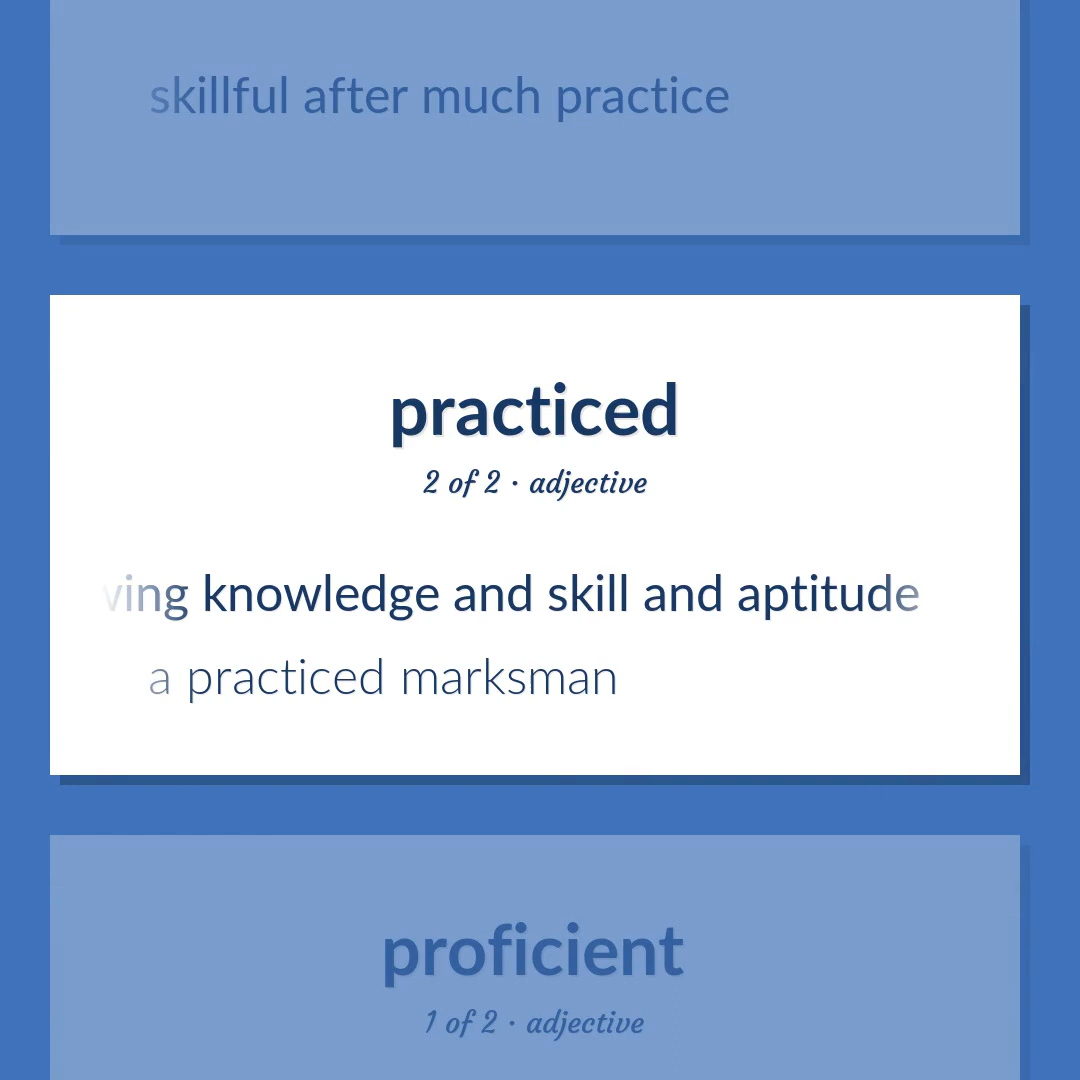 skillful after much practice
practiced
2 of 2 · adjective
knowledge and skill and aptitude
a practiced marksman
proficient
1 of 2 · adjective